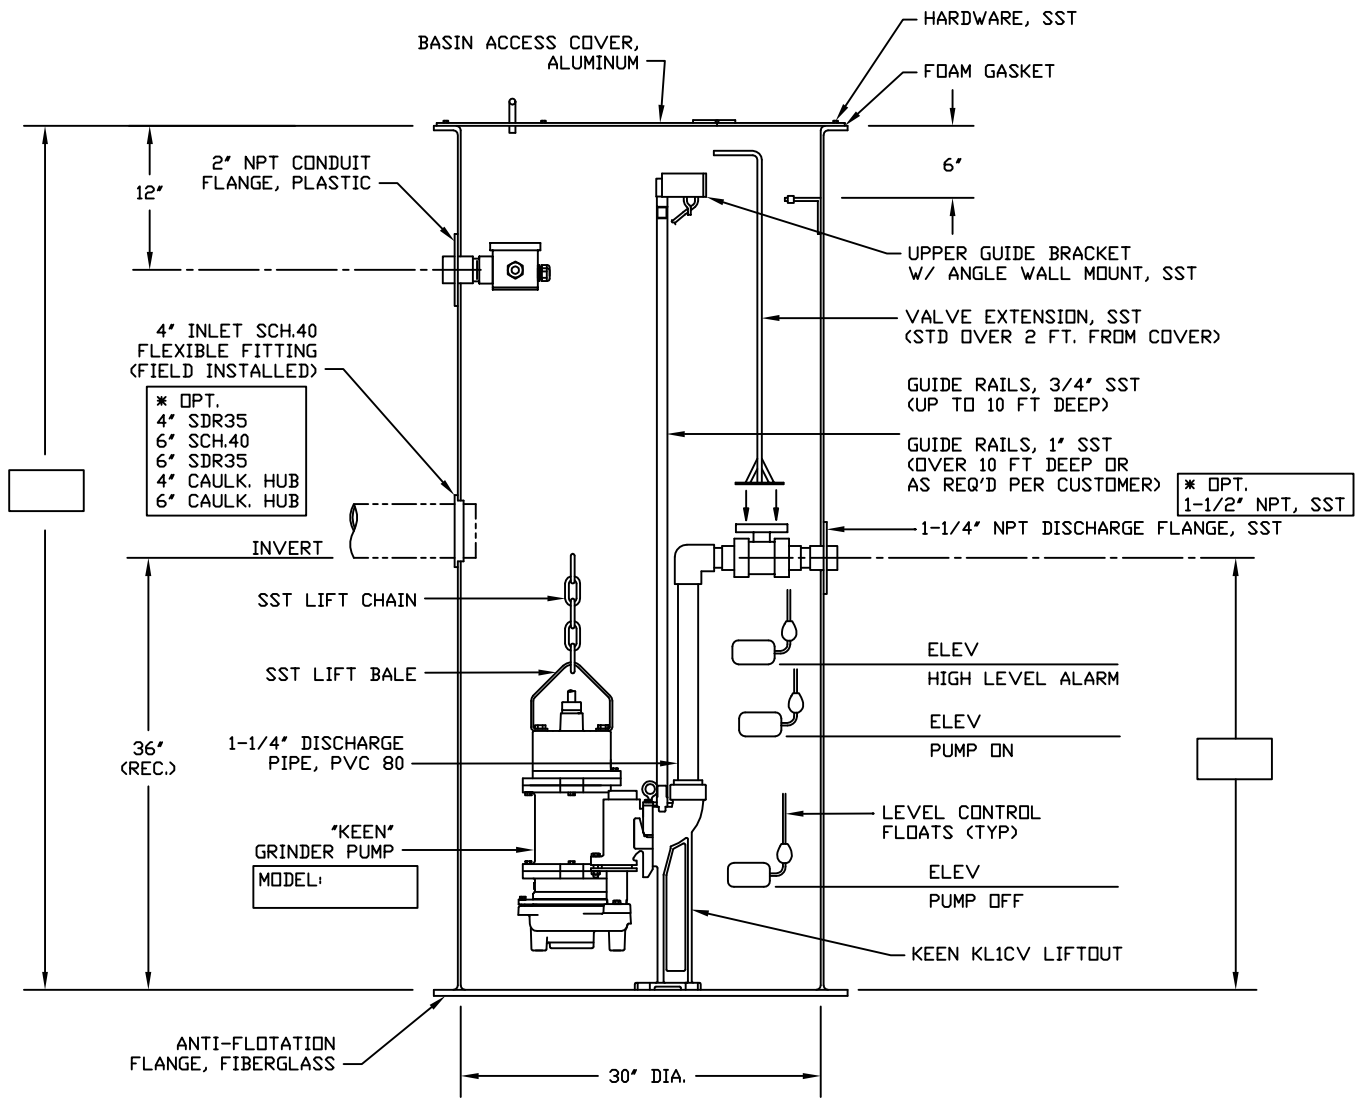 HARDWARE, SST
BASIN ACCESS COVER,
ALUMINUM
FOAM GASKET
2" NPT CONDUIT
FLANGE, PLASTIC
12"
6"
UPPER GUIDE BRACKET
W/ ANGLE WALL MOUNT, SST
VALVE EXTENSION, SST
(STD OVER 2 FT. FROM COVER)
4" INLET SCH.40
FLEXIBLE FITTING
(FIELD INSTALLED)
* OPT.
4" SDR35
6" SCH.40
6" SDR35
4" CAULK. HUB
6" CAULK. HUB
GUIDE RAILS, 3/4" SST
(UP TO 10 FT DEEP)
GUIDE RAILS, 1" SST
(OVER 10 FT DEEP OR
AS REQ'D PER CUSTOMER)
* OPT.
1-1/2" NPT, SST
1-1/4" NPT DISCHARGE FLANGE, SST
INVERT
SST LIFT CHAIN
SST LIFT BALE
ELEV
HIGH LEVEL ALARM
ELEV
PUMP ON
36"
(REC.)
1-1/4" DISCHARGE
PIPE, PVC 80
LEVEL CONTROL
FLOATS (TYP)
"KEEN"
GRINDER PUMP
MODEL:
ELEV
PUMP OFF
KEEN KL1CV LIFTOUT
ANTI-FLOTATION
FLANGE, FIBERGLASS
30" DIA.